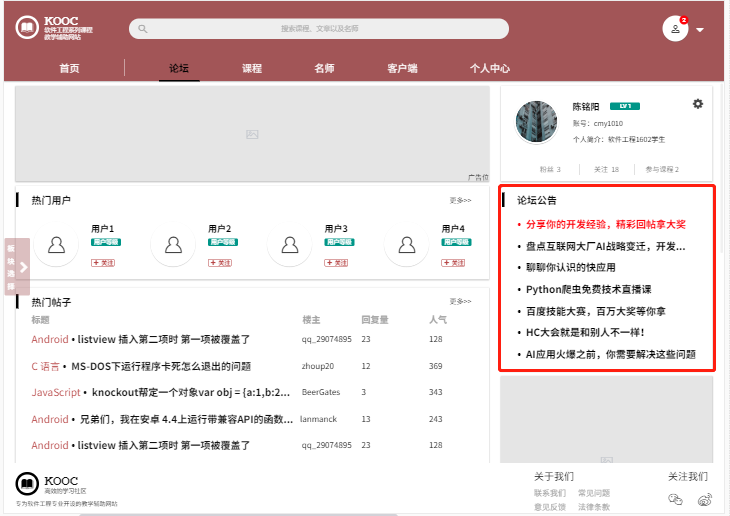 KOOC
软件工程系列课程
教学辅助网站
搜索课程、文章以及名师
2
首页
论坛
课程
名师
客户端
个人中心
广告位
陈铭阳 LV 1
账号：cmy1010
个人简介：软件工程1602学生
粉丝 3 关注 18 参与课程 2
热门用户 更多>>
用户1
用户等级
+ 关注
用户2
用户等级
+ 关注
用户3
用户等级
+ 关注
用户4
用户等级
+ 关注
板块选择
热门帖子 更多>>
标题 楼主 回复量 人气
Android • listview 插入第二项时 第一项被覆盖了 qq_29074895 23 128
C 语言 • MS-DOS下运行程序卡死怎么退出的问题 zhoup20 12 369
JavaScript • knockout帮定一个对象var obj = {a:1,b:2... BeerGates 3 343
Android • 兄弟们，我在安卓 4.4上运行带兼容API的函数... lanmanck 13 243
Android • listview 插入第二项时 第一项被覆盖了 qq_29074895 23 128
论坛公告
• 分享你的开发经验，精彩回帖拿大奖
• 盘点互联网大厂AI战略变迁，开发...
• 聊聊你认识的快应用
• Python爬虫免费技术直播课
• 百度技能大赛，百万大奖等你拿
• HC大会就是和别人不一样！
• AI应用火爆之前，你需要解决这些问题
KOOC
高效的学习社区
专为软件工程专业开设的教学辅助网站
关于我们
联系我们 常见问题
意见反馈 法律条款
关注我们